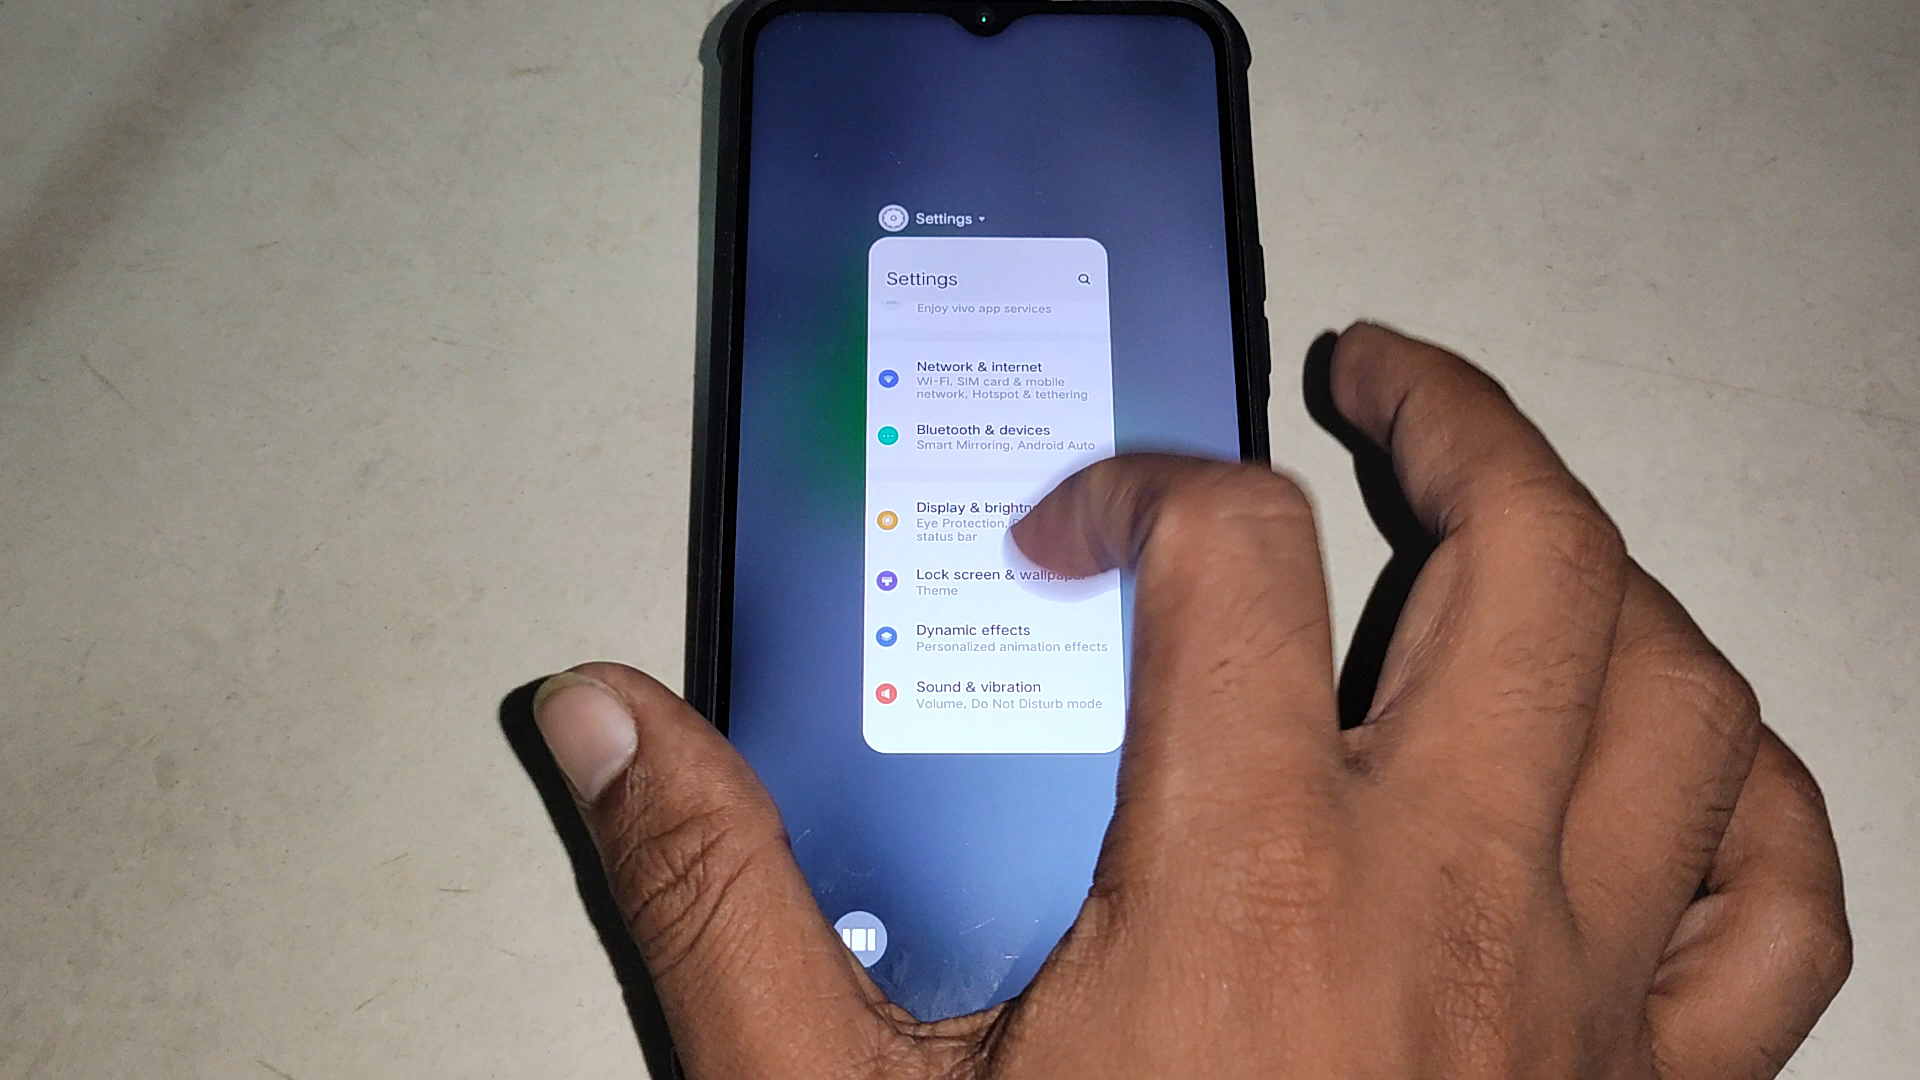 Settings
Settings
Enjoy vivo app services
Network & internet
Wi-Fi, SIM card & mobile
network, Hotspot & tethering
Bluetooth & devices
Smart Mirroring, Android Auto
Display & brightn
Eye Protection,
status bar
Lock screen & wallpaper
Theme
Dynamic effects
Personalized animation effects
Sound & vibration
Volume, Do Not Disturb mode